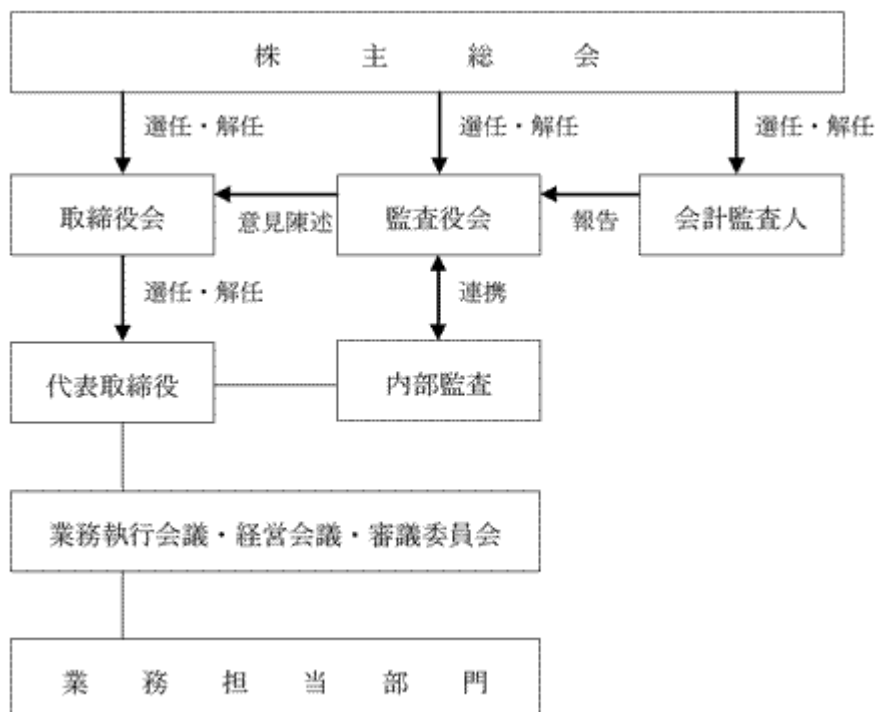 株主総会
選任・解任
選任・解任
選任・解任
取締役会
意見陳述
監査役会
報告
会計監査人
選任・解任
連携
代表取締役
内部監査
業務執行会議・経営会議・審議委員会
業務担当部門